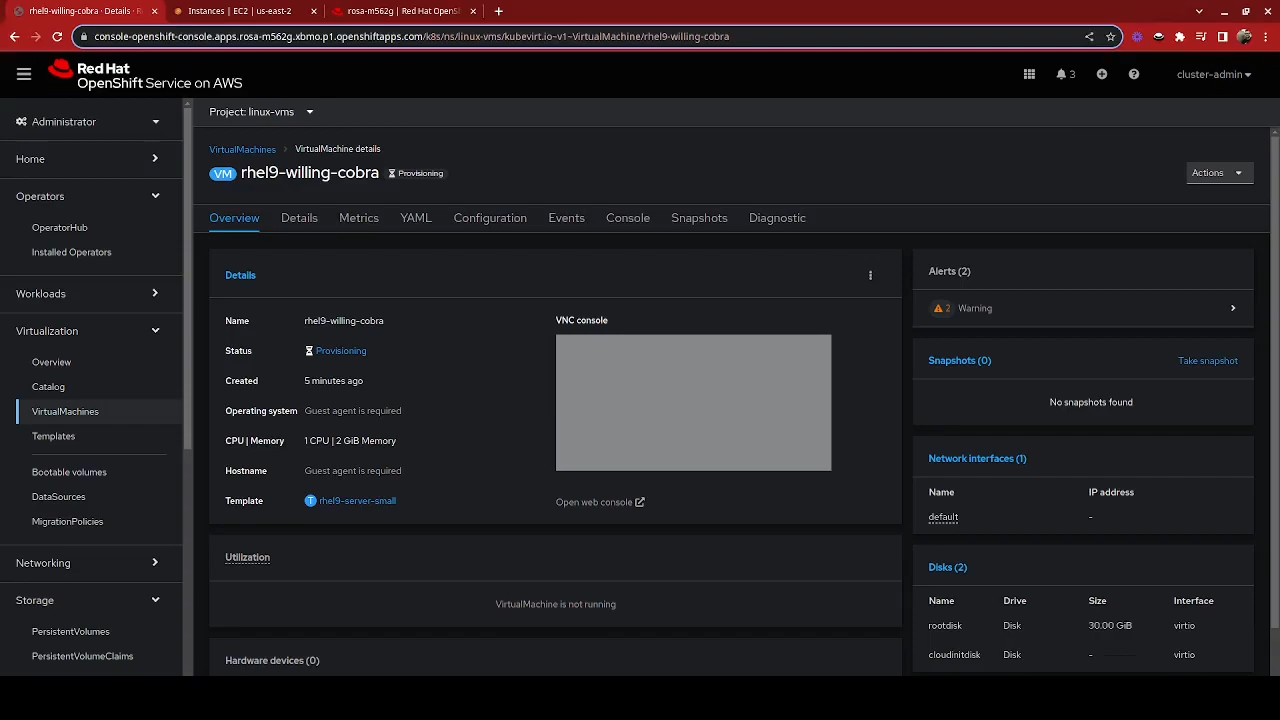 rhel9-willing-cobra · Details · R
Instances | EC2 | us-east-2
rosa-m562g | Red Hat OpenSh
console-openshift-console.apps.rosa-m562g.xbmo.p1.openshiftapps.com/k8s/ns/linux-vms/kubevirt.io~v1~VirtualMachine/rhel9-willing-cobra
Red Hat
OpenShift Service on AWS
3
cluster-admin
Administrator
Home
Operators
OperatorHub
Installed Operators
Workloads
Virtualization
Overview
Catalog
VirtualMachines
Templates
Bootable volumes
DataSources
MigrationPolicies
Networking
Storage
PersistentVolumes
PersistentVolumeClaims
Project: linux-vms
VirtualMachines
VirtualMachine details
VM rhel9-willing-cobra Provisioning
Actions
Overview Details Metrics YAML Configuration Events Console Snapshots Diagnostic
Details
Name rhel9-willing-cobra
Status Provisioning
Created 5 minutes ago
Operating system Guest agent is required
CPU | Memory 1 CPU | 2 GiB Memory
Hostname Guest agent is required
Template T rhel9-server-small
VNC console
Open web console
Utilization
VirtualMachine is not running
Hardware devices (0)
Alerts (2)
2 Warning
Snapshots (0) Take snapshot
No snapshots found
Network interfaces (1)
Name IP address
default -
Disks (2)
Name Drive Size Interface
rootdisk Disk 30.00 GiB virtio
cloudinitdisk Disk - virtio